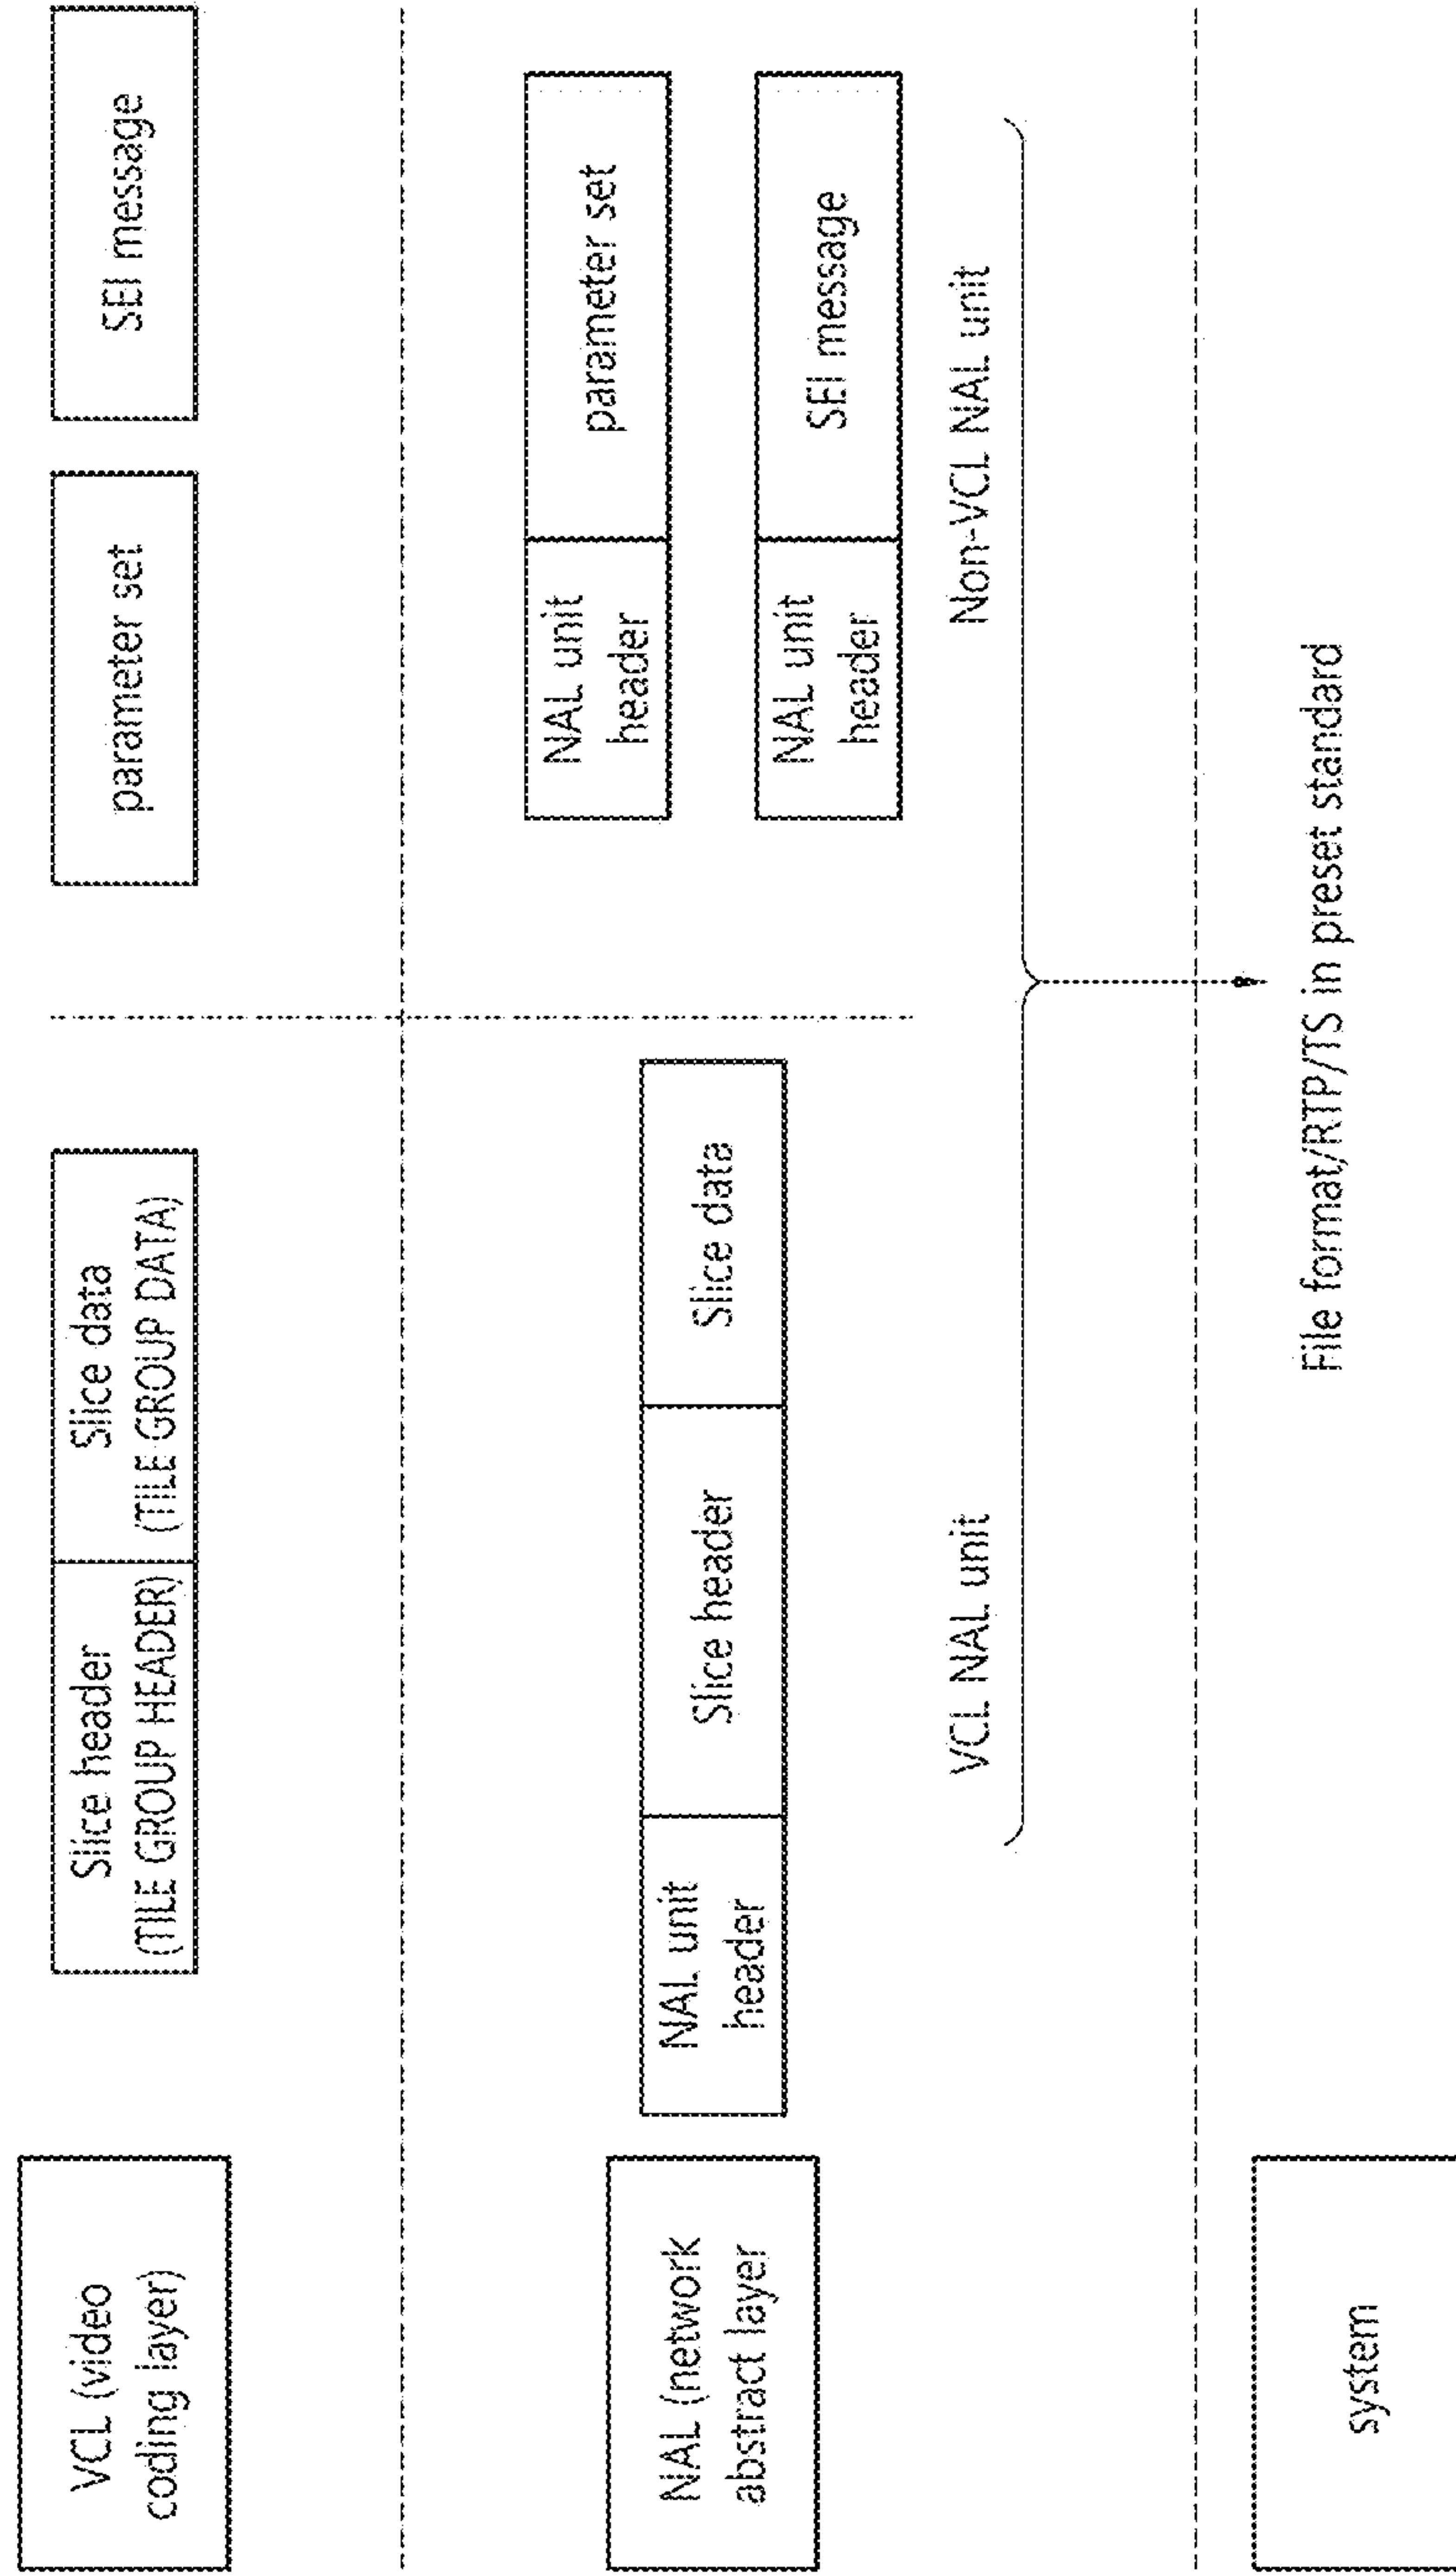 VCL (video
coding layer)
Slice header
(TILE GROUP HEADER)
Slice data
(TILE GROUP DATA)
parameter set
SEI message
NAL (network
abstract layer
NAL unit
header
Slice header
Slice data
NAL unit
header
parameter set
NAL unit
header
SEI message
VCL NAL unit
Non-VCL NAL unit
system
File format/RTP/TS in preset standard